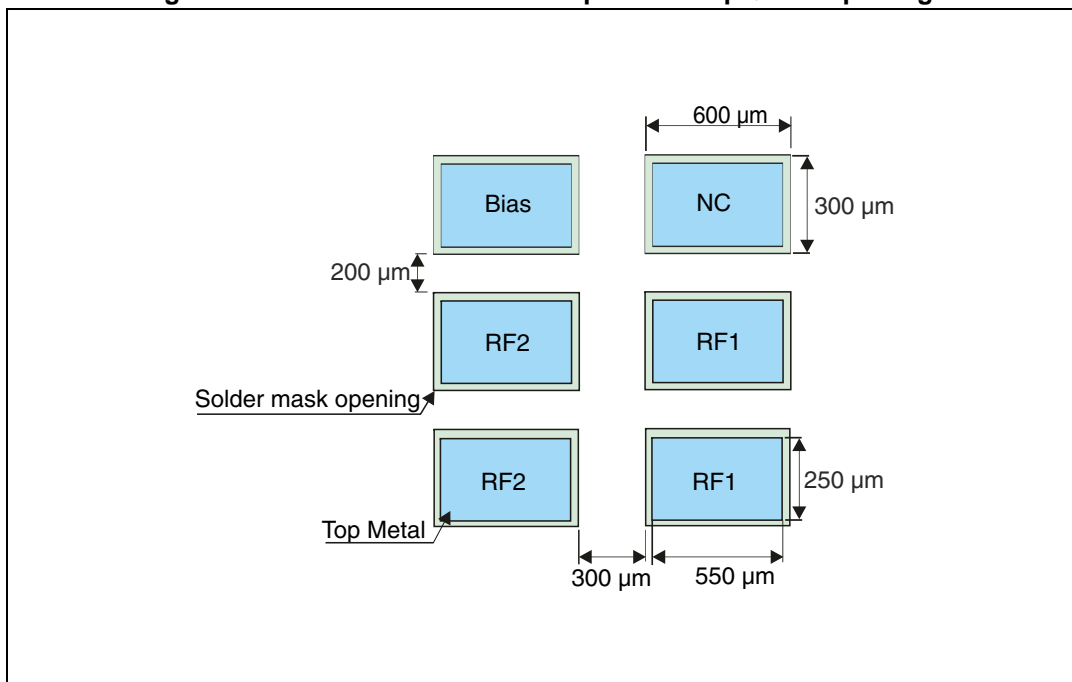 600 µm
Bias
NC
300 µm
200 µm
RF2
RF1
Solder mask opening
RF2
RF1
250 µm
Top Metal
300 µm
550 µm